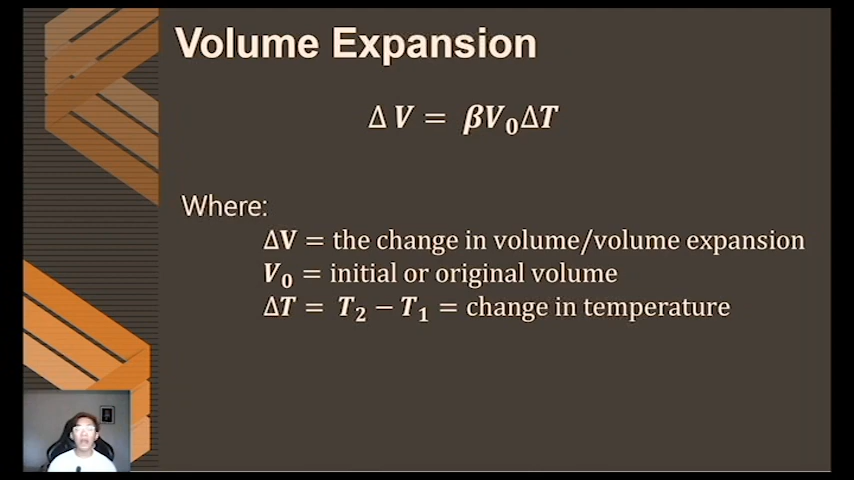 Volume Expansion
Δ V = βV₀ΔT
Where:
ΔV = the change in volume/volume expansion
V₀ = initial or original volume
ΔT = T₂ − T₁ = change in temperature